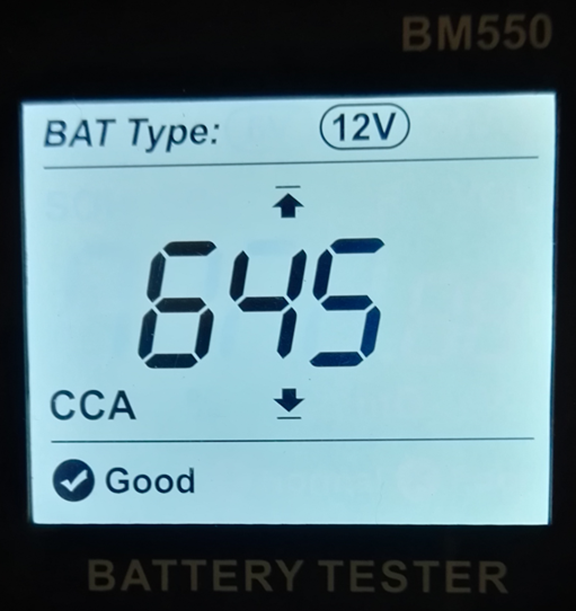 BM550
BAT Type: 12V
645
CCA
Good
BATTERY TESTER